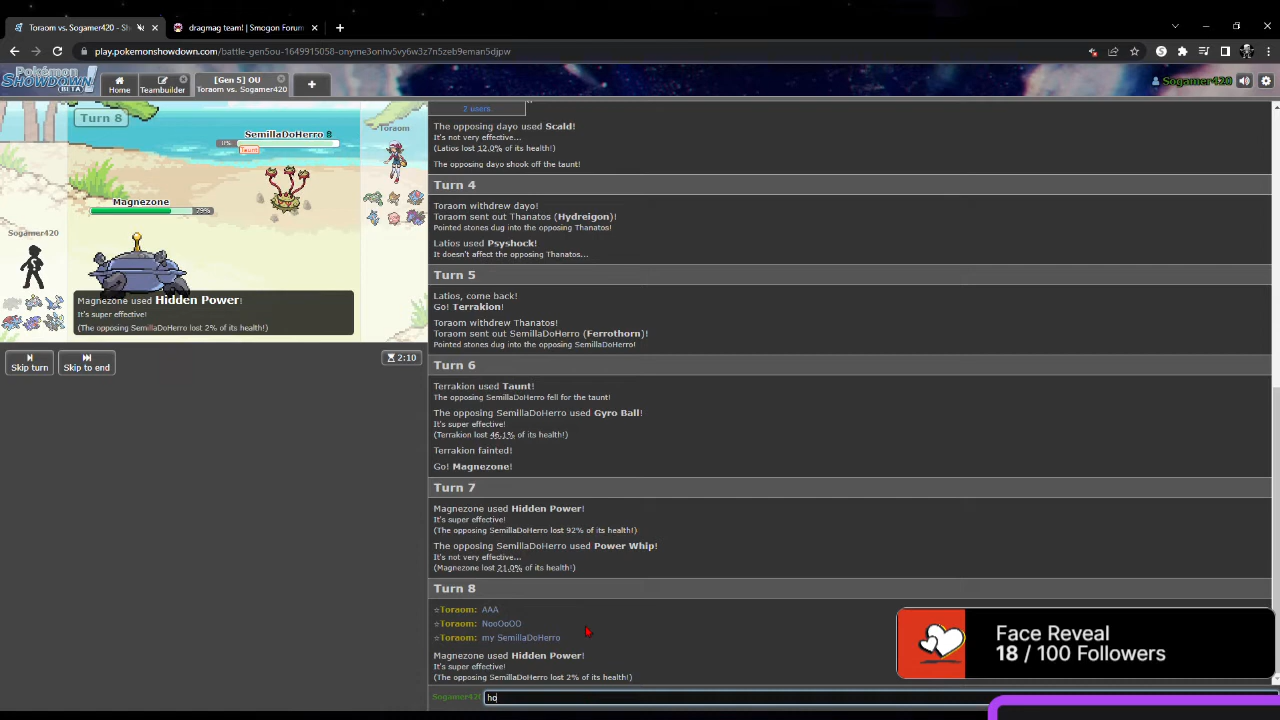 Toraom vs. Sogamer420 - Sh
dragmag team! | Smogon Forum
play.pokemonshowdown.com/battle-gen5ou-1649915058-onyme3onhv5vy6w3z7n5zeb9eman5djpw
Pokémon
SHOWDOWN!
(BETA)
Home
Teambuilder
[Gen 5] OU
Toraom vs. Sogamer420
Sogamer420
Turn 8
SemillaDoHerro 8
Taunt
Toraom
Magnezone
79%
Sogamer420
Magnezone used Hidden Power!
It's super effective!
(The opposing SemillaDoHerro lost 2% of its health!)
Skip turn
Skip to end
2:10
2 users
The opposing dayo used Scald!
It's not very effective...
(Latios lost 12.0% of its health!)
The opposing dayo shook off the taunt!
Turn 4
Toraom withdrew dayo!
Toraom sent out Thanatos (Hydreigon)!
Pointed stones dug into the opposing Thanatos!
Latios used Psyshock!
It doesn't affect the opposing Thanatos...
Turn 5
Latios, come back!
Go! Terrakion!
Toraom withdrew Thanatos!
Toraom sent out SemillaDoHerro (Ferrothorn)!
Pointed stones dug into the opposing SemillaDoHerro!
Turn 6
Terrakion used Taunt!
The opposing SemillaDoHerro fell for the taunt!
The opposing SemillaDoHerro used Gyro Ball!
It's super effective!
(Terrakion lost 46.1% of its health!)
Terrakion fainted!
Go! Magnezone!
Turn 7
Magnezone used Hidden Power!
It's super effective!
(The opposing SemillaDoHerro lost 92% of its health!)
The opposing SemillaDoHerro used Power Whip!
It's not very effective...
(Magnezone lost 21.0% of its health!)
Turn 8
☆Toraom: AAA
☆Toraom: NooOoOO
☆Toraom: my SemillaDoHerro
Magnezone used Hidden Power!
It's super effective!
(The opposing SemillaDoHerro lost 2% of its health!)
Sogamer420: ho
Face Reveal
18 / 100 Followers